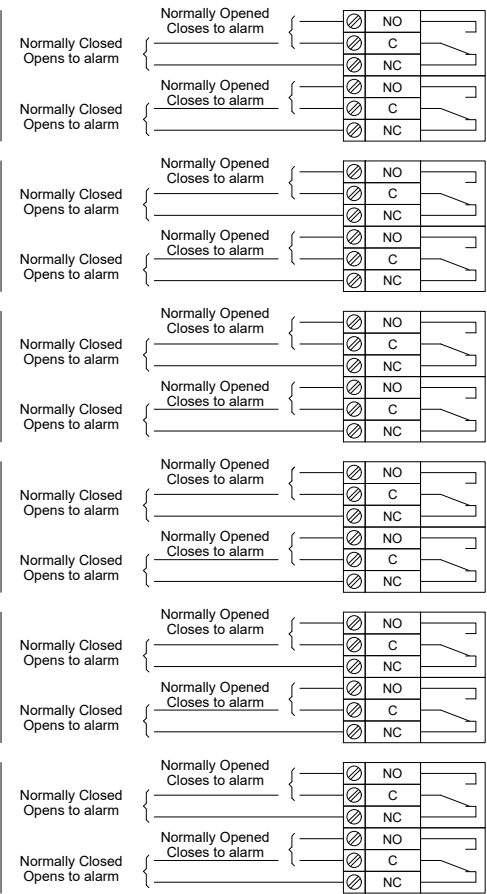 Normally Opened
Closes to alarm
NO
Normally Closed
Opens to alarm
C
NC
Normally Opened
Closes to alarm
NO
Normally Closed
Opens to alarm
C
NC
Normally Opened
Closes to alarm
NO
Normally Closed
Opens to alarm
C
NC
Normally Opened
Closes to alarm
NO
Normally Closed
Opens to alarm
C
NC
Normally Opened
Closes to alarm
NO
Normally Closed
Opens to alarm
C
NC
Normally Opened
Closes to alarm
NO
Normally Closed
Opens to alarm
C
NC
Normally Opened
Closes to alarm
NO
Normally Closed
Opens to alarm
C
NC
Normally Opened
Closes to alarm
NO
Normally Closed
Opens to alarm
C
NC
Normally Opened
Closes to alarm
NO
Normally Closed
Opens to alarm
C
NC
Normally Opened
Closes to alarm
NO
Normally Closed
Opens to alarm
C
NC
Normally Opened
Closes to alarm
NO
Normally Closed
Opens to alarm
C
NC
Normally Opened
Closes to alarm
NO
Normally Closed
Opens to alarm
C
NC